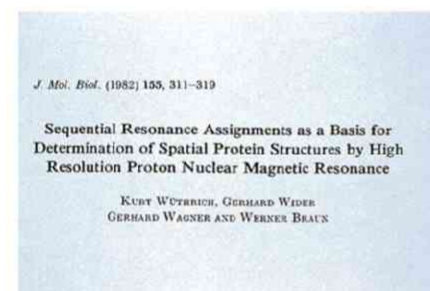 J. Mol. Biol. (1982) 155, 311–319
Sequential Resonance Assignments as a Basis for
Determination of Spatial Protein Structures by High
Resolution Proton Nuclear Magnetic Resonance
KURT WÜTHRICH, GERHARD WIDER
GERHARD WAGNER AND WERNER BRAUN